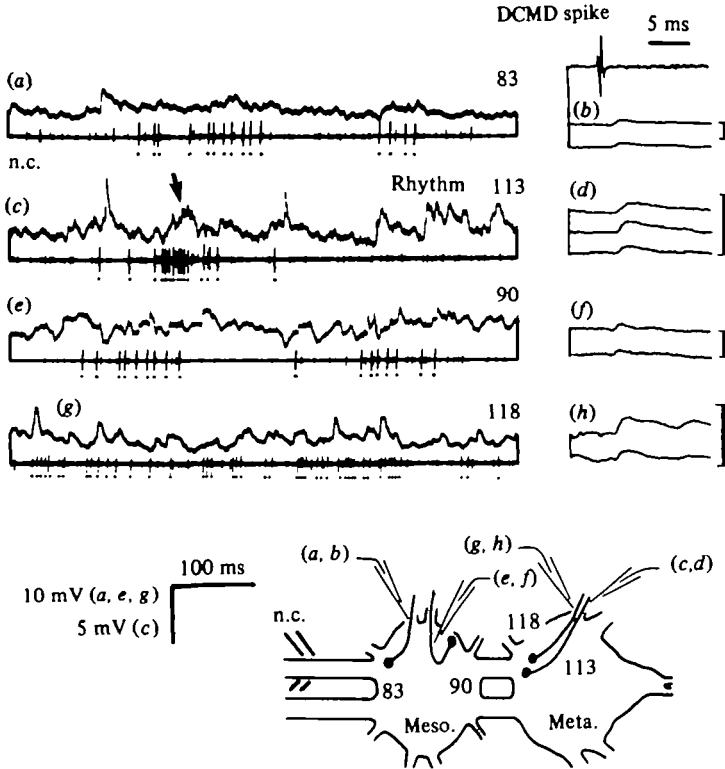 DCMD spike
5 ms
(a)
83
(b)
n.c.
(c)
Rhythm
113
(d)
(e)
90
(f)
(g)
118
(h)
100 ms
10 mV (a, e, g)
5 mV (c)
n.c.
(a, b)
(g, h)
(e, f)
(c,d)
118
113
83
90
Meso.
Meta.